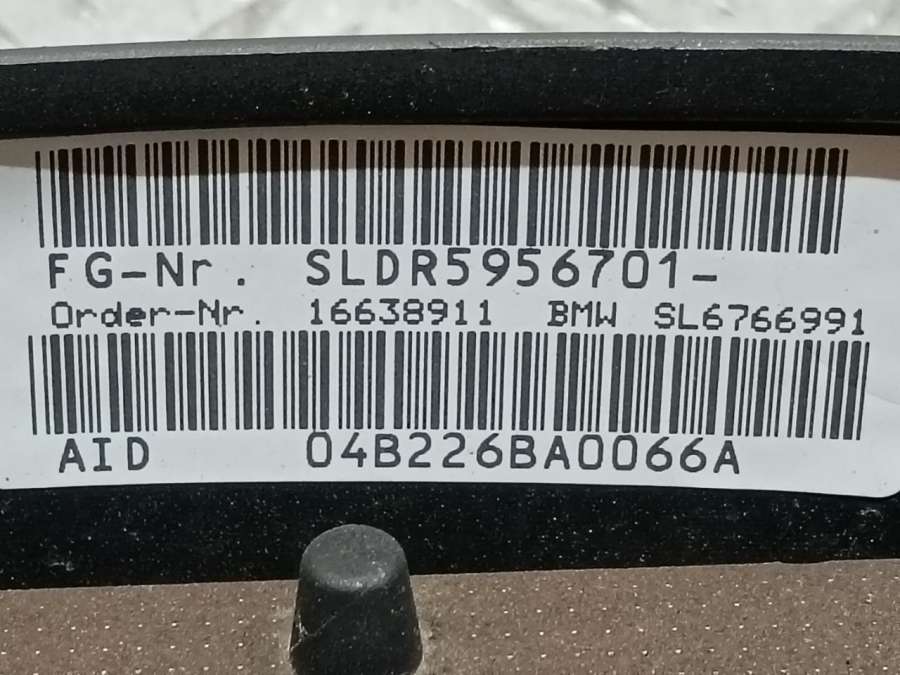 FG-Nr. SLDR5956701-
Order-Nr. 16638911 BMW SL6766991
AID 04B226BA0066A